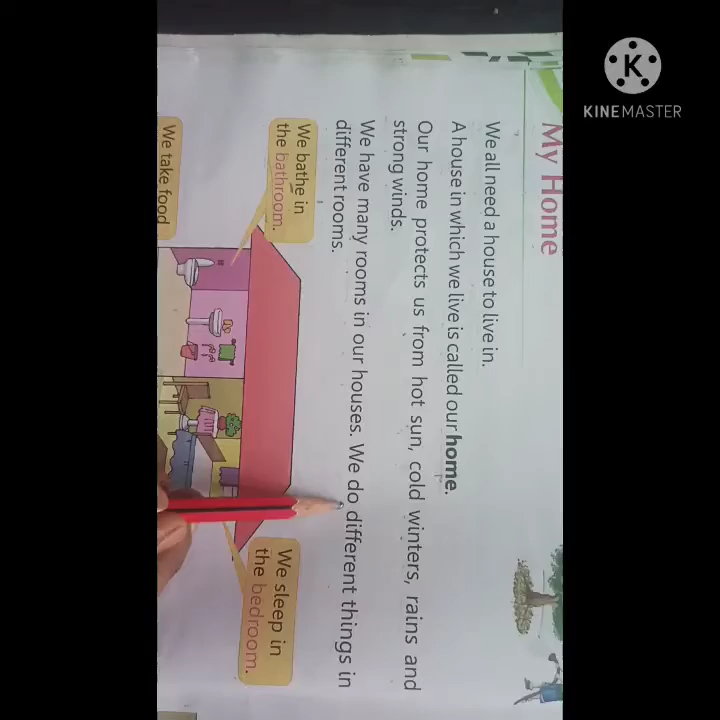 My Home
We all need a house to live in.
A house in which we live is called our home.
Our home protects us from hot sun, cold winters, rains and
strong winds.
We have many rooms in our houses. We do different things in
different rooms.
We bathe in
the bathroom.
We sleep in
the bedroom.
We take food
K
KINEMASTER